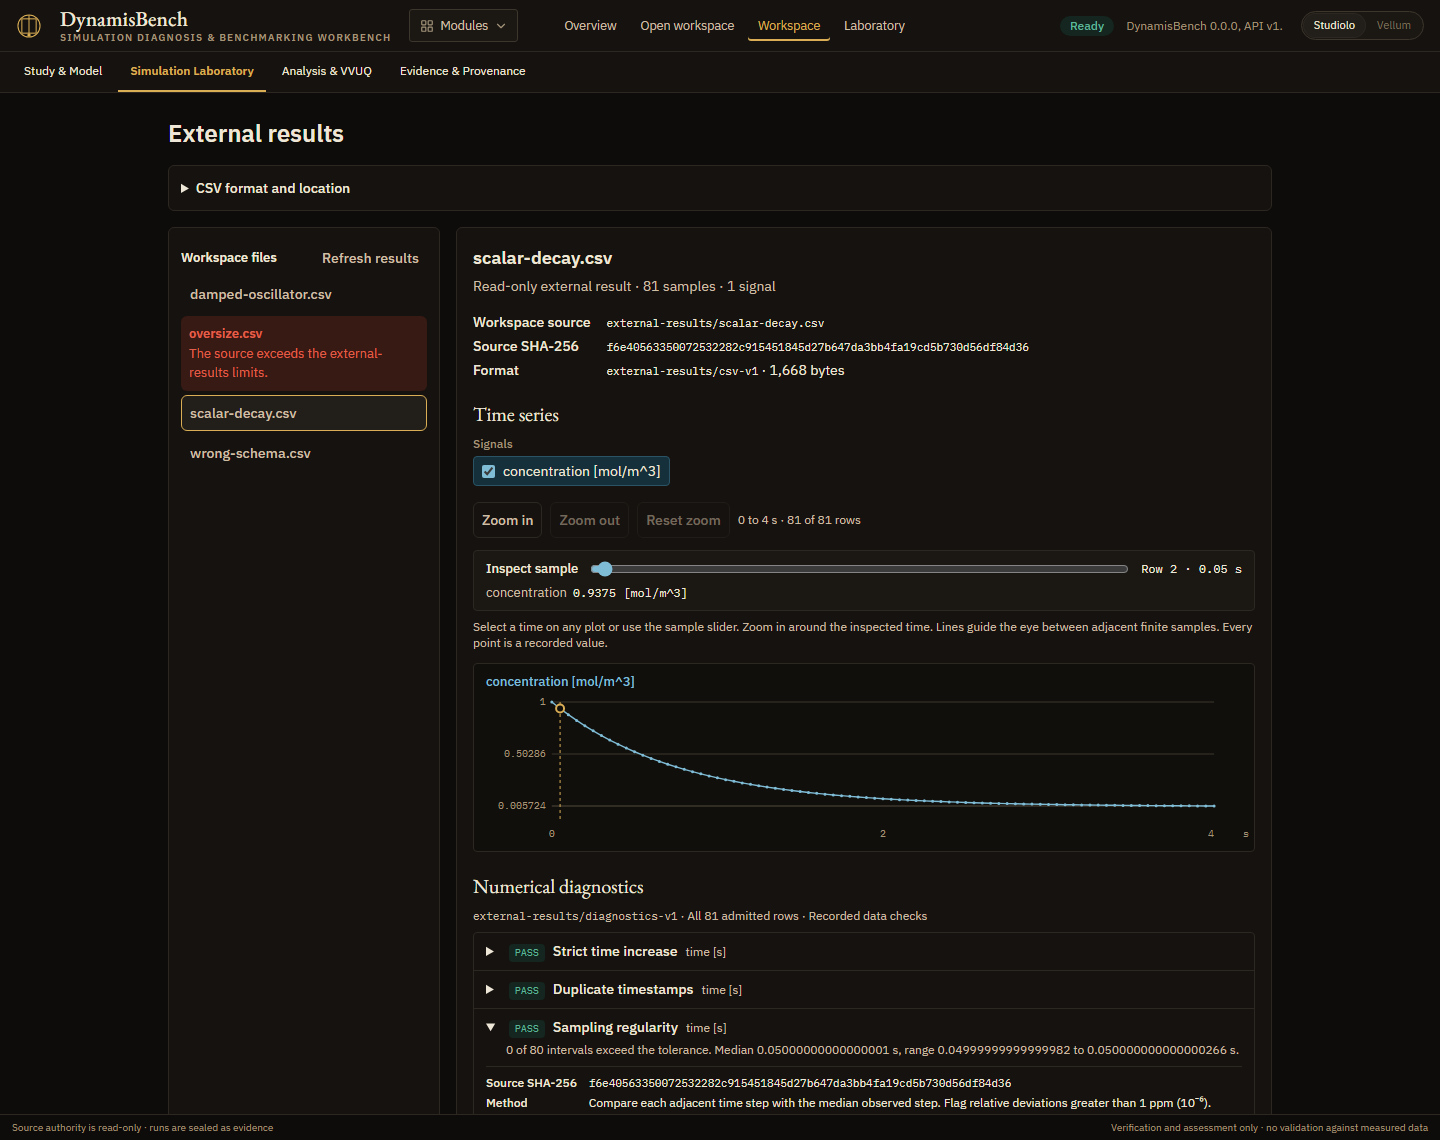 DynamisBench
SIMULATION DIAGNOSIS & BENCHMARKING WORKBENCH
Modules
Overview
Open workspace
Workspace
Laboratory
Ready
DynamisBench 0.0.0, API v1.
Studiolo
Vellum
Study & Model
Simulation Laboratory
Analysis & VVUQ
Evidence & Provenance
External results
CSV format and location
Workspace files
Refresh results
damped-oscillator.csv
oversize.csv
The source exceeds the external-
results limits.
scalar-decay.csv
wrong-schema.csv
scalar-decay.csv
Read-only external result · 81 samples · 1 signal
Workspace source external-results/scalar-decay.csv
Source SHA-256 f6e40563350072532282c915451845d27b647da3bb4fa19cd5b730d56df84d36
Format external-results/csv-v1 · 1,668 bytes
Time series
Signals
concentration [mol/m^3]
Zoom in
Zoom out
Reset zoom
0 to 4 s · 81 of 81 rows
Inspect sample
Row 2 · 0.05 s
concentration 0.9375 [mol/m^3]
Select a time on any plot or use the sample slider. Zoom in around the inspected time. Lines guide the eye between adjacent finite samples. Every
point is a recorded value.
concentration [mol/m^3]
1
0.50286
0.005724
0
2
4
s
Numerical diagnostics
external-results/diagnostics-v1 · All 81 admitted rows · Recorded data checks
PASS Strict time increase time [s]
PASS Duplicate timestamps time [s]
PASS Sampling regularity time [s]
0 of 80 intervals exceed the tolerance. Median 0.05000000000000001 s, range 0.04999999999999982 to 0.050000000000000266 s.
Source SHA-256 f6e40563350072532282c915451845d27b647da3bb4fa19cd5b730d56df84d36
Method Compare each adjacent time step with the median observed step. Flag relative deviations greater than 1 ppm (10⁻⁶).
Source authority is read-only · runs are sealed as evidence
Verification and assessment only · no validation against measured data